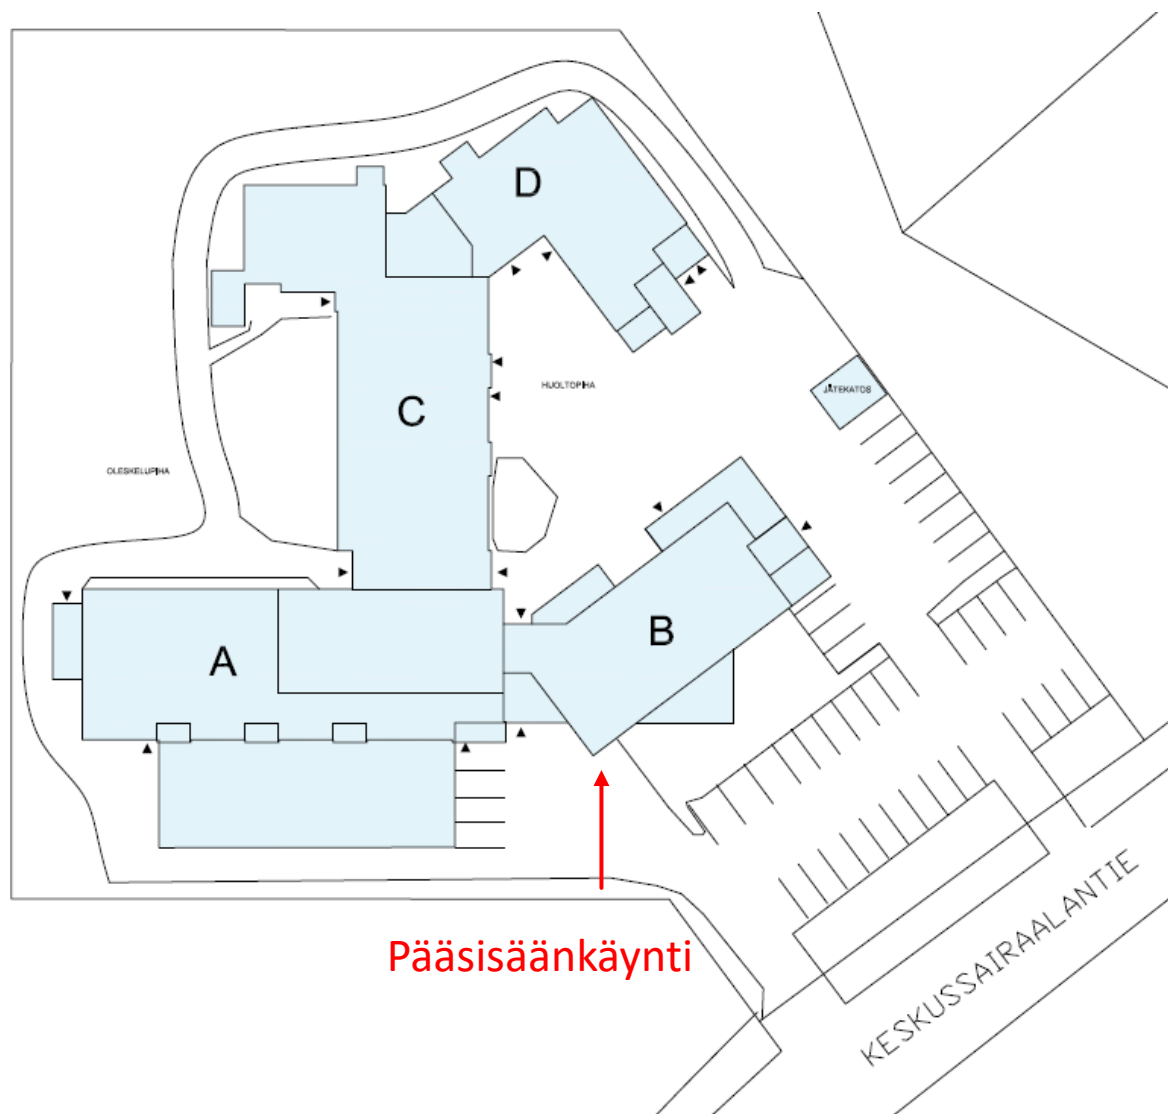 D
HUOLTOPIHA
JÄTEKATOS
C
OLESKELUPIHA
B
A
Pääsisäänkäynti
KESKUSSAIRAALANTIE